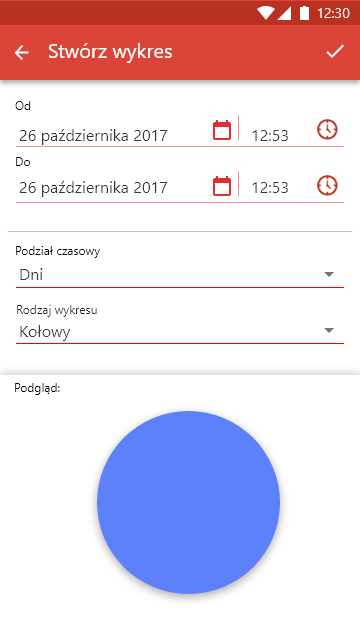 12:30
Stwórz wykres
Od
26 października 2017 12:53
Do
26 października 2017 12:53
Podział czasowy
Dni
Rodzaj wykresu
Kołowy
Podgląd: